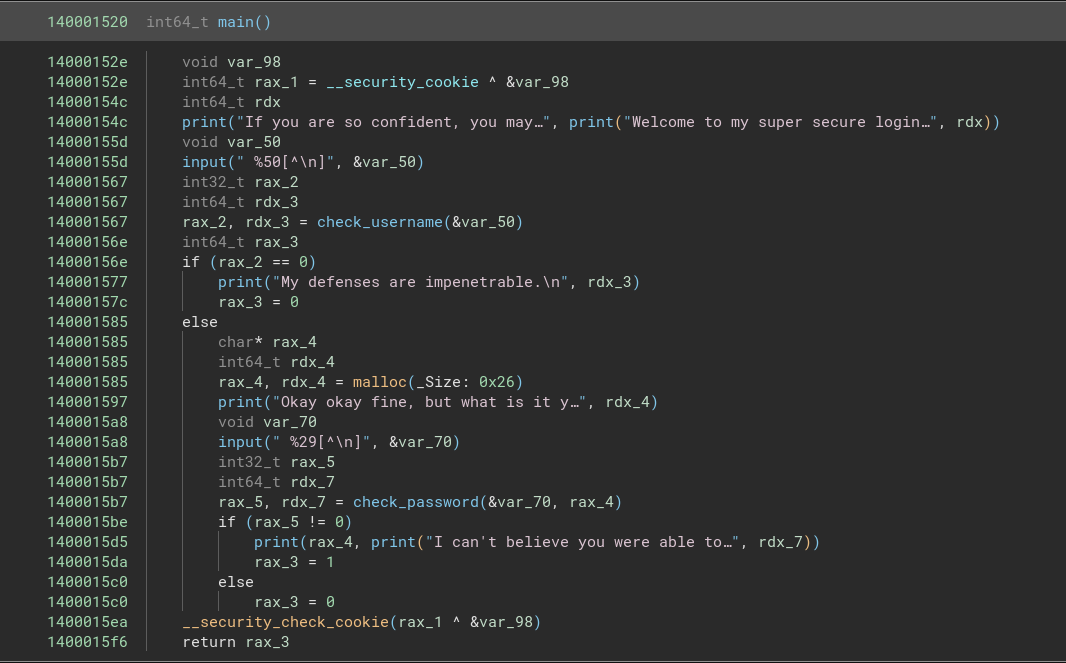 140001520 int64_t main()
14000152e void var_98
14000152e int64_t rax_1 = __security_cookie ^ &var_98
14000154c int64_t rdx
14000154c print("If you are so confident, you may…", print("Welcome to my super secure login…", rdx))
14000155d void var_50
14000155d input(" %50[^\n]", &var_50)
140001567 int32_t rax_2
140001567 int64_t rdx_3
140001567 rax_2, rdx_3 = check_username(&var_50)
14000156e int64_t rax_3
14000156e if (rax_2 == 0)
140001577 print("My defenses are impenetrable.\n", rdx_3)
14000157c rax_3 = 0
140001585 else
140001585 char* rax_4
140001585 int64_t rdx_4
140001585 rax_4, rdx_4 = malloc(_Size: 0x26)
140001597 print("Okay okay fine, but what is it y…", rdx_4)
1400015a8 void var_70
1400015a8 input(" %29[^\n]", &var_70)
1400015b7 int32_t rax_5
1400015b7 int64_t rdx_7
1400015b7 rax_5, rdx_7 = check_password(&var_70, rax_4)
1400015be if (rax_5 != 0)
1400015d5 print(rax_4, print("I can't believe you were able to…", rdx_7))
1400015da rax_3 = 1
1400015c0 else
1400015c0 rax_3 = 0
1400015ea __security_check_cookie(rax_1 ^ &var_98)
1400015f6 return rax_3